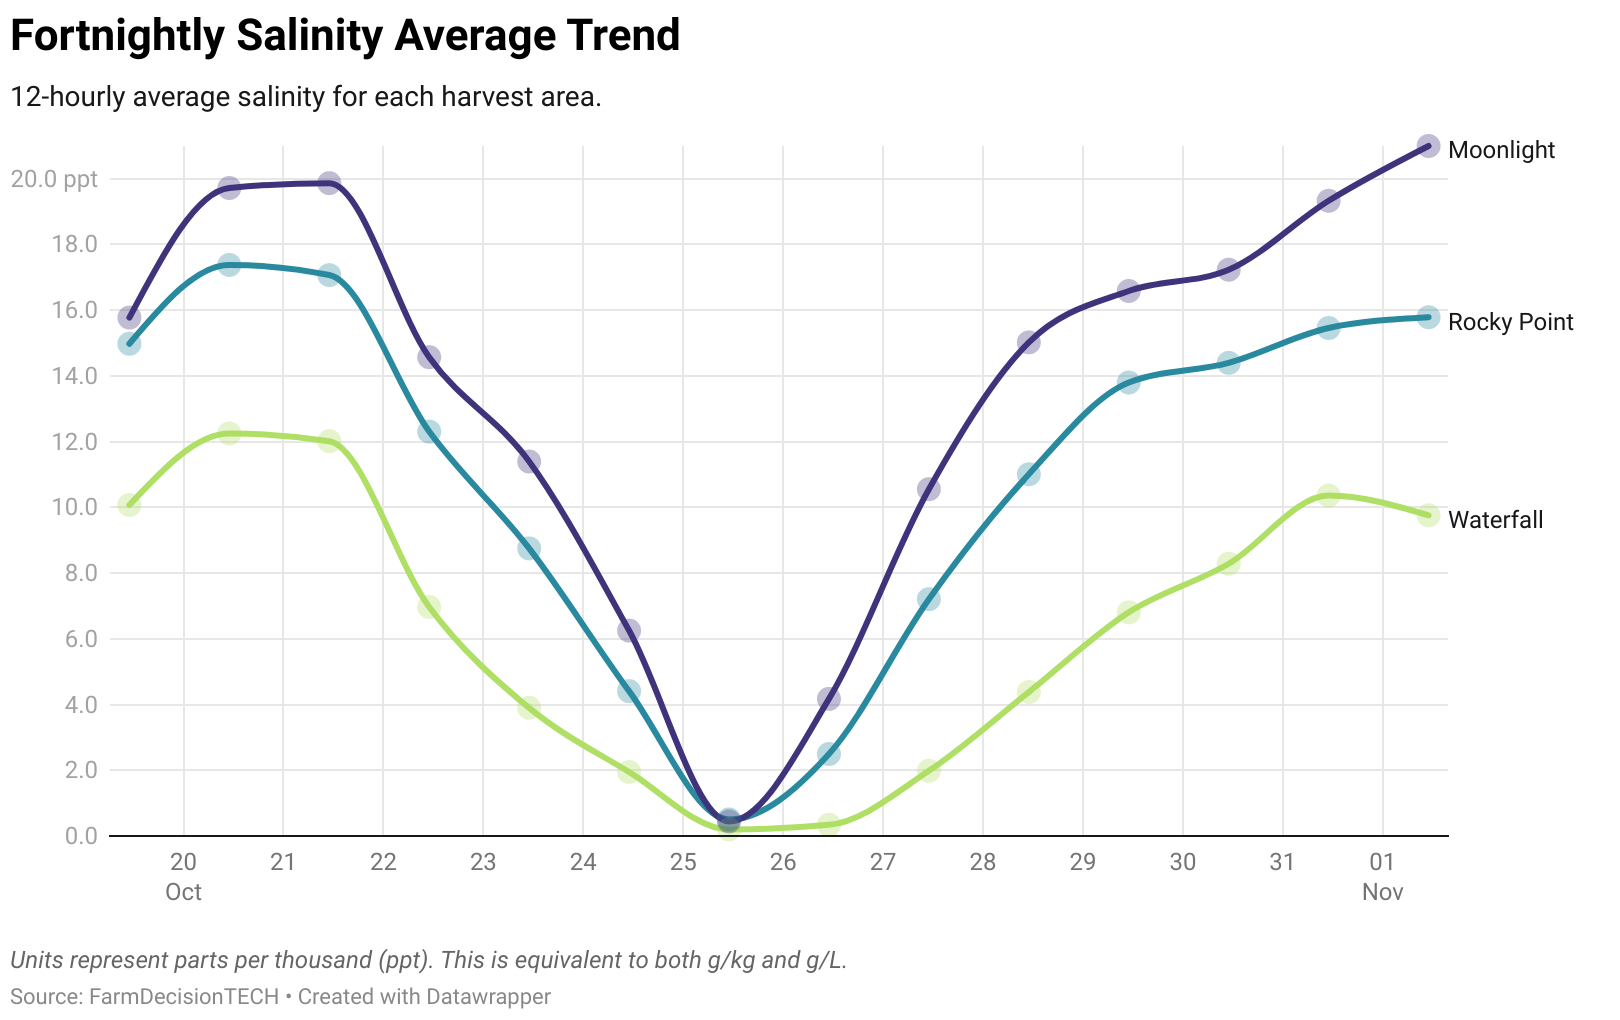 Fortnightly Salinity Average Trend
12-hourly average salinity for each harvest area.
Moonlight
20.0 ppt
18.0
16.0
Rocky Point
14.0
12.0
10.0
Waterfall
8.0
6.0
4.0
2.0
0.0
20 21 22 23 24 25 26 27 28 29 30 31 01
Oct Nov
Units represent parts per thousand (ppt). This is equivalent to both g/kg and g/L.
Source: FarmDecisionTECH • Created with Datawrapper